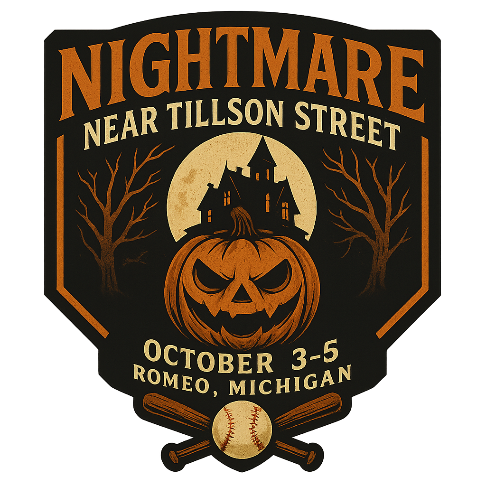 NIGHTMARE
NEAR TILLSON STREET
OCTOBER 3-5
ROMEO, MICHIGAN